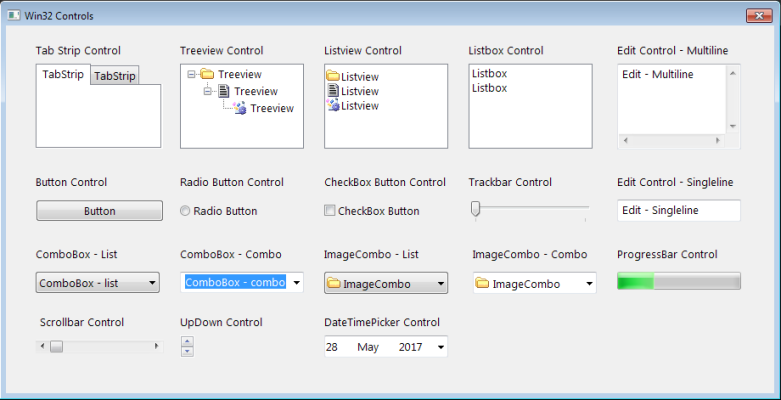 Win32 Controls
Tab Strip Control
TabStrip TabStrip
Treeview Control
Treeview
Treeview
Treeview
Listview Control
Listview
Listview
Listview
Listbox Control
Listbox
Listbox
Edit Control - Multiline
Edit - Multiline
Button Control
Button
Radio Button Control
Radio Button
CheckBox Button Control
CheckBox Button
Trackbar Control
Edit Control - Singleline
Edit - Singleline
ComboBox - List
ComboBox - list
ComboBox - Combo
ComboBox - combo
ImageCombo - List
ImageCombo
ImageCombo - Combo
ImageCombo
ProgressBar Control
Scrollbar Control
UpDown Control
DateTimePicker Control
28 May 2017